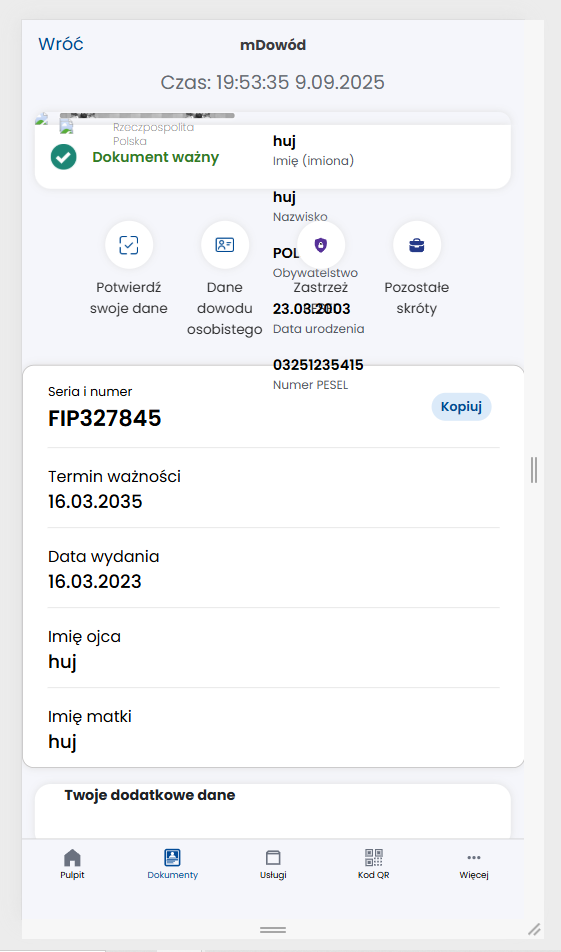 Wróć
mDowód
Czas: 19:53:35 9.09.2025
Rzeczpospolita
Polska
Dokument ważny
huj
Imię (imiona)
huj
Nazwisko
POL
Obywatelstwo
23.03.2003
Data urodzenia
03251235415
Numer PESEL
Potwierdź
swoje dane
Dane
dowodu
osobistego
Zastrzeż
PESEL
Pozostałe
skróty
Seria i numer
FIP327845
Kopiuj
Termin ważności
16.03.2035
Data wydania
16.03.2023
Imię ojca
huj
Imię matki
huj
Twoje dodatkowe dane
Pulpit
Dokumenty
Usługi
Kod QR
Więcej